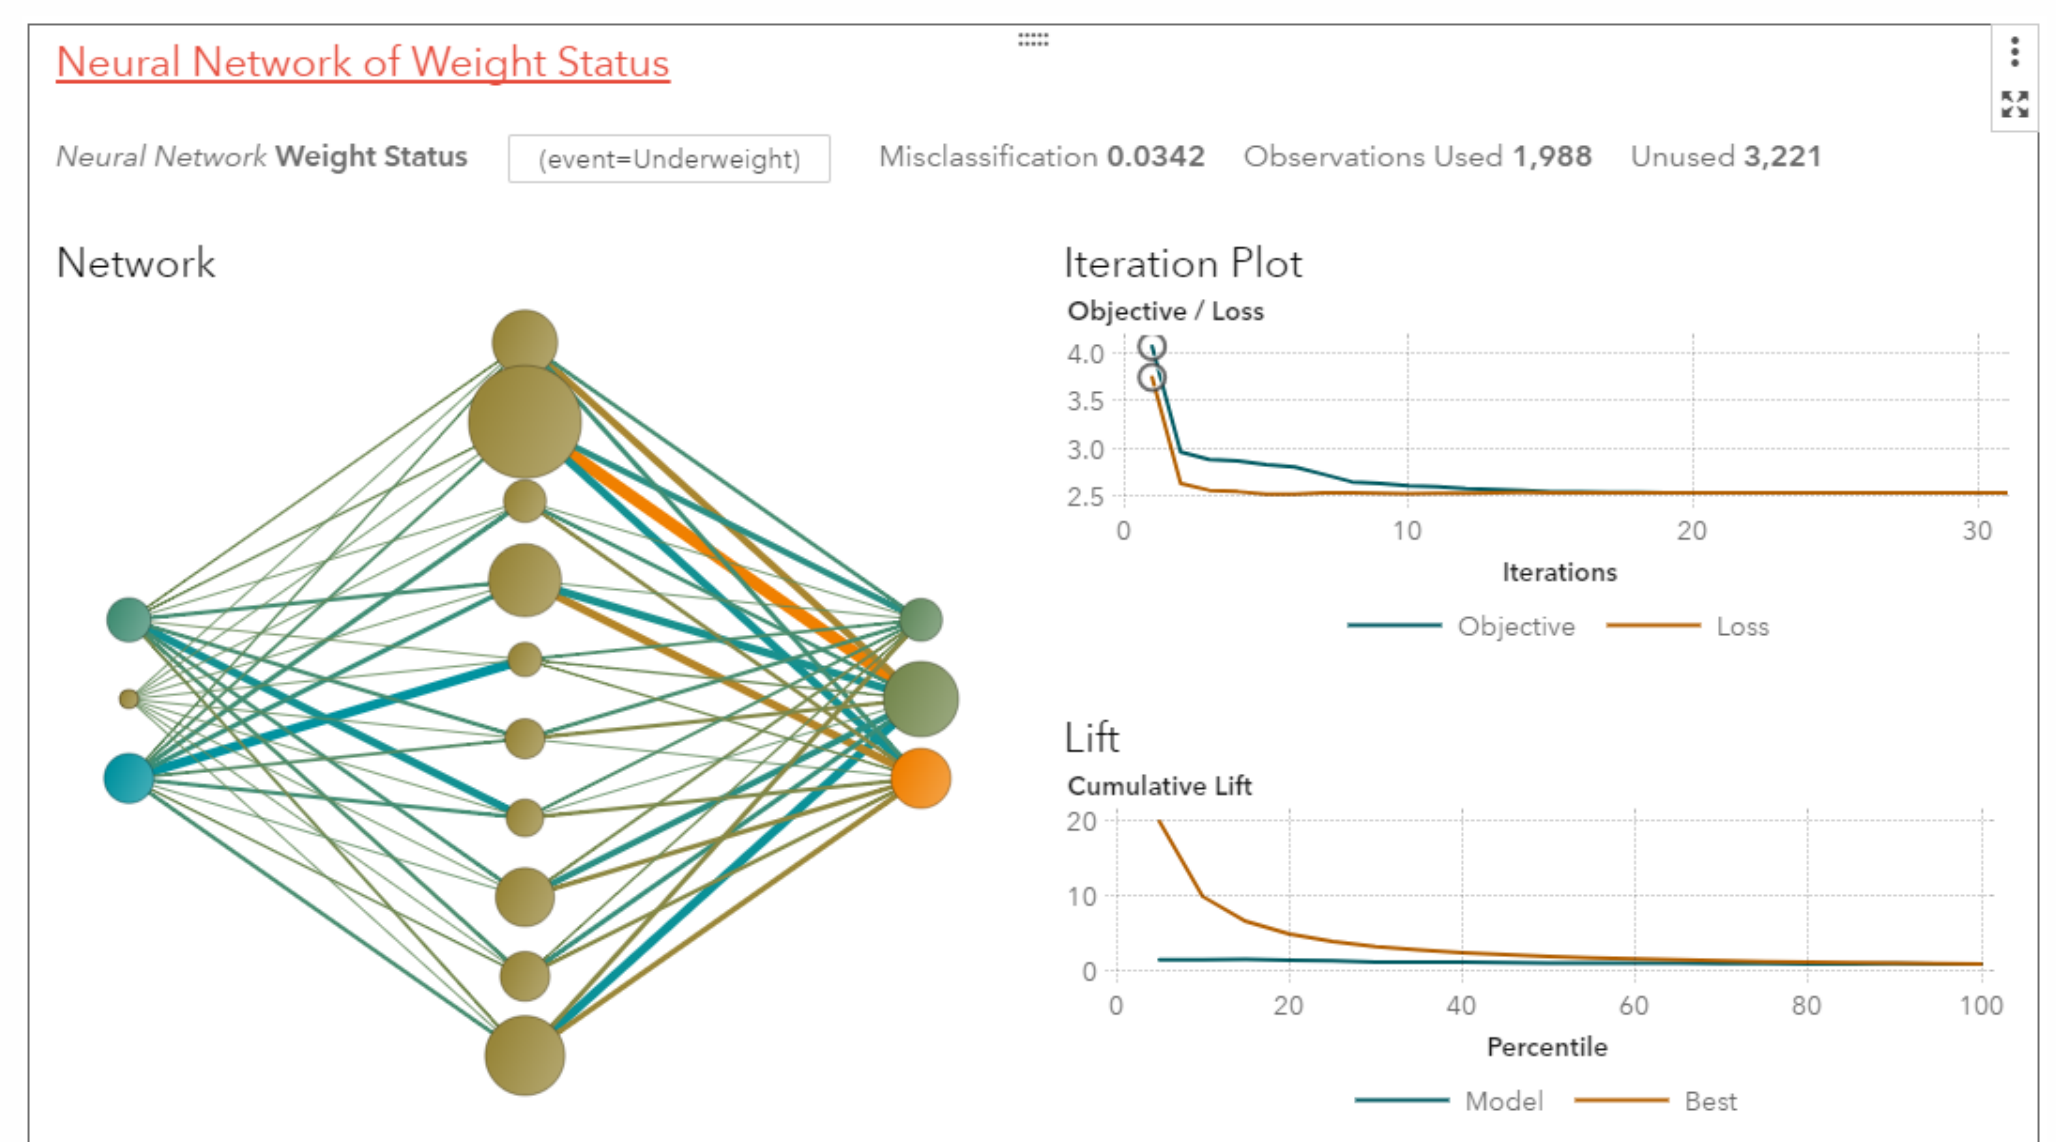 Neural Network of Weight Status
Neural Network Weight Status (event=Underweight) Misclassification 0.0342 Observations Used 1,988 Unused 3,221
Network
Iteration Plot
Objective / Loss
4.0
3.5
3.0
2.5
0 10 20 30
Iterations
Objective Loss
Lift
Cumulative Lift
20
10
0
0 20 40 60 80 100
Percentile
Model Best